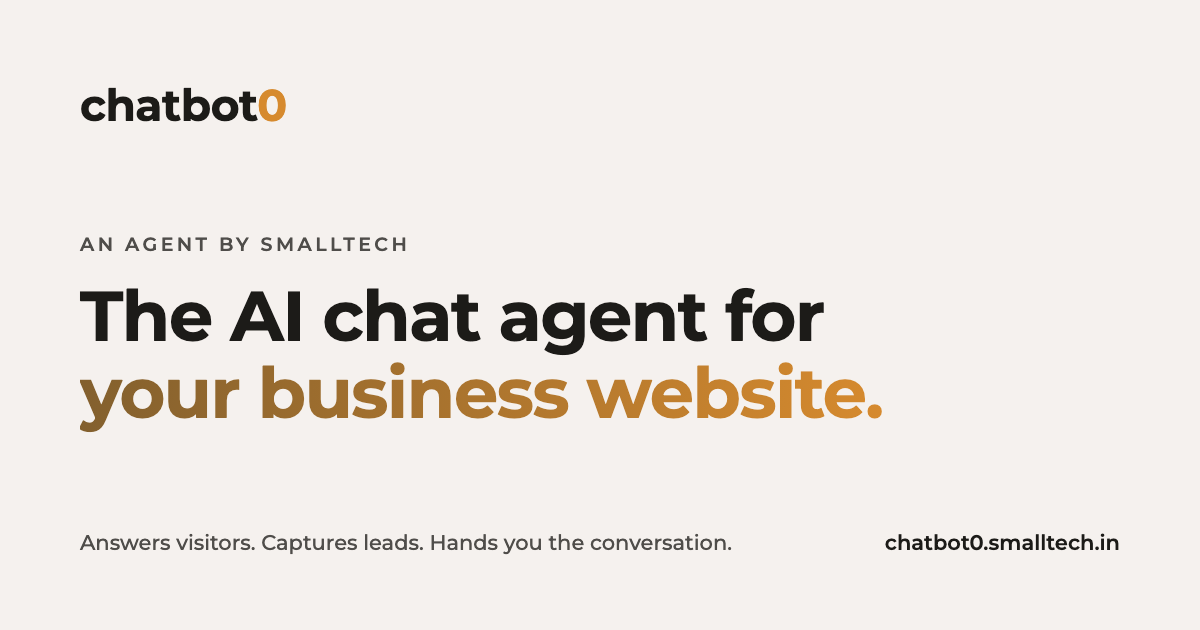 chatbot0
AN AGENT BY SMALLTECH
The AI chat agent for
your business website.
Answers visitors. Captures leads. Hands you the conversation.
chatbot0.smalltech.in